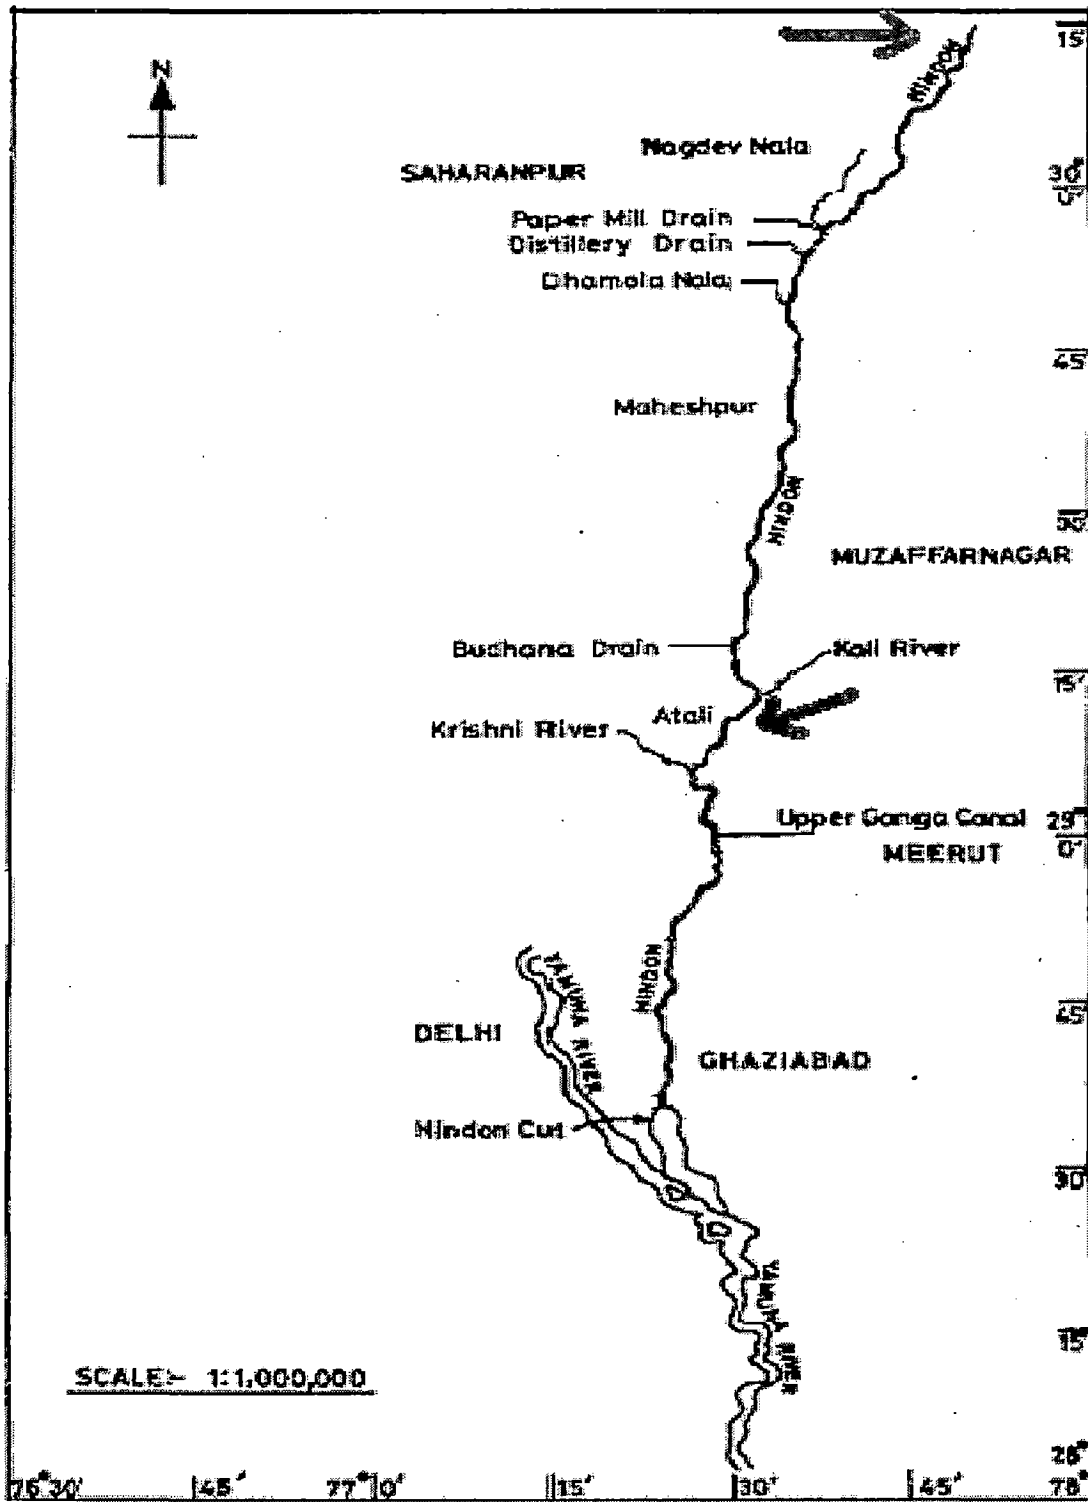 15
N
HINDON
Nagdev Nala
SAHARANPUR
30°
0'
Paper Mill Drain
Distillery Drain
Dhamola Nala
45'
Maheshpur
HINDON
30
MUZAFFARNAGAR
Budhana Drain
Kali River
15'
Atali
Krishni River
Upper Ganga Canal
29°
0'
MEERUT
HINDON
YAMUNA RIVER
45
DELHI
GHAZIABAD
Hindon Cut
30
YAMUNA RIVER
15
SCALE:- 1:1,000,000
28°
76°30'
45'
77°0'
15'
30'
45'
78°